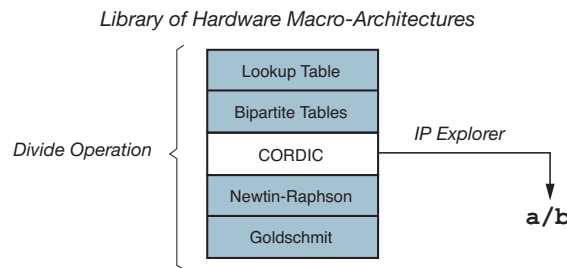 Library of Hardware Macro-Architectures
Lookup Table
Bipartite Tables
Divide Operation
CORDIC
IP Explorer
Newtin-Raphson
Goldschmit
a/b